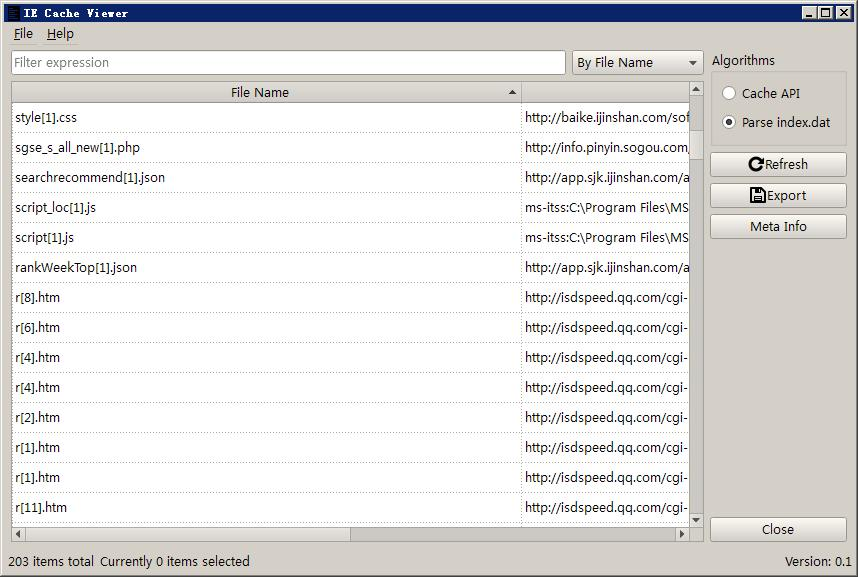 IE Cache Viewer
File Help
Filter expression By File Name Algorithms
File Name
Cache API
Parse index.dat
Refresh
Export
Meta Info
style[1].css http://baike.ijinshan.com/sof
sgse_s_all_new[1].php http://info.pinyin.sogou.com/
searchrecommend[1].json http://app.sjk.ijinshan.com/a
script_loc[1].js ms-itss:C:\Program Files\MS
script[1].js ms-itss:C:\Program Files\MS
rankWeekTop[1].json http://app.sjk.ijinshan.com/a
r[8].htm http://isdspeed.qq.com/cgi-
r[6].htm http://isdspeed.qq.com/cgi-
r[4].htm http://isdspeed.qq.com/cgi-
r[4].htm http://isdspeed.qq.com/cgi-
r[2].htm http://isdspeed.qq.com/cgi-
r[1].htm http://isdspeed.qq.com/cgi-
r[1].htm http://isdspeed.qq.com/cgi-
r[11].htm http://isdspeed.qq.com/cgi-
Close
203 items total Currently 0 items selected Version: 0.1